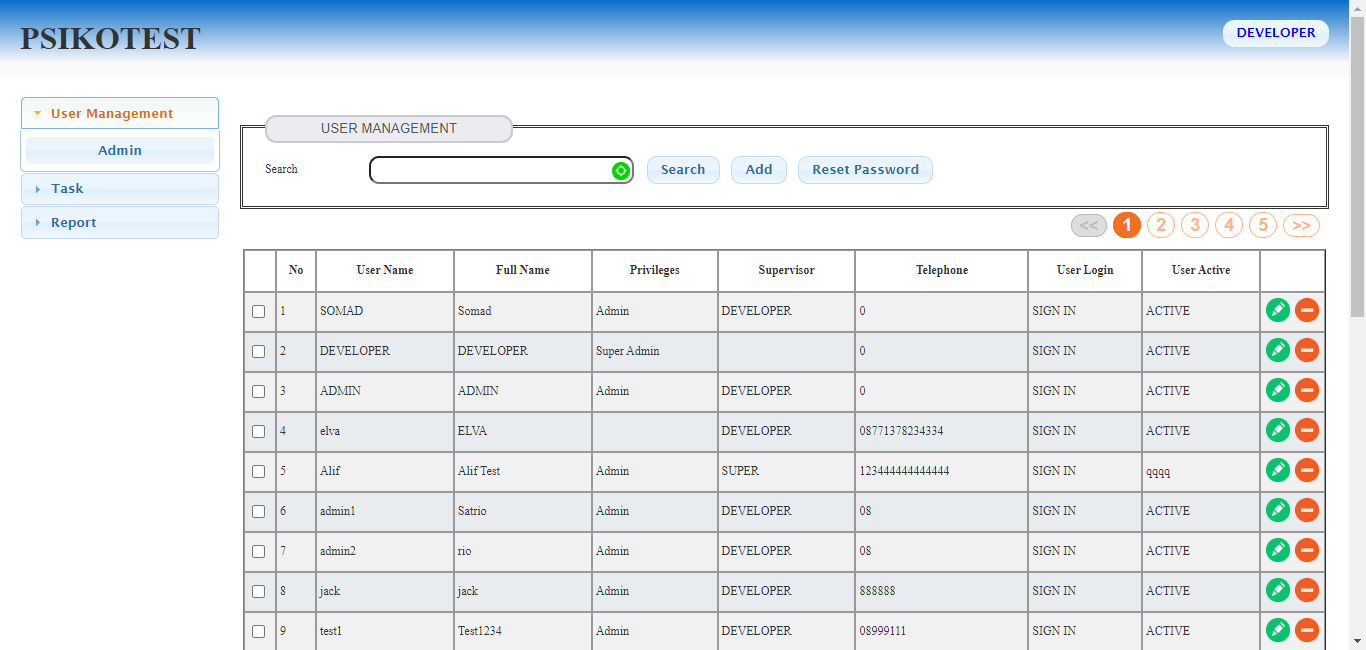 PSIKOTEST
DEVELOPER
User Management
Admin
Task
Report
USER MANAGEMENT
Search Search Add Reset Password
<< 1 2 3 4 5 >>
No User Name Full Name Privileges Supervisor Telephone User Login User Active
1 SOMAD Somad Admin DEVELOPER 0 SIGN IN ACTIVE
2 DEVELOPER DEVELOPER Super Admin 0 SIGN IN ACTIVE
3 ADMIN ADMIN Admin DEVELOPER 0 SIGN IN ACTIVE
4 elva ELVA DEVELOPER 08771378234334 SIGN IN ACTIVE
5 Alif Alif Test Admin SUPER 123444444444444 SIGN IN qqqq
6 admin1 Satrio Admin DEVELOPER 08 SIGN IN ACTIVE
7 admin2 rio Admin DEVELOPER 08 SIGN IN ACTIVE
8 jack jack Admin DEVELOPER 888888 SIGN IN ACTIVE
9 test1 Test1234 Admin DEVELOPER 08999111 SIGN IN ACTIVE